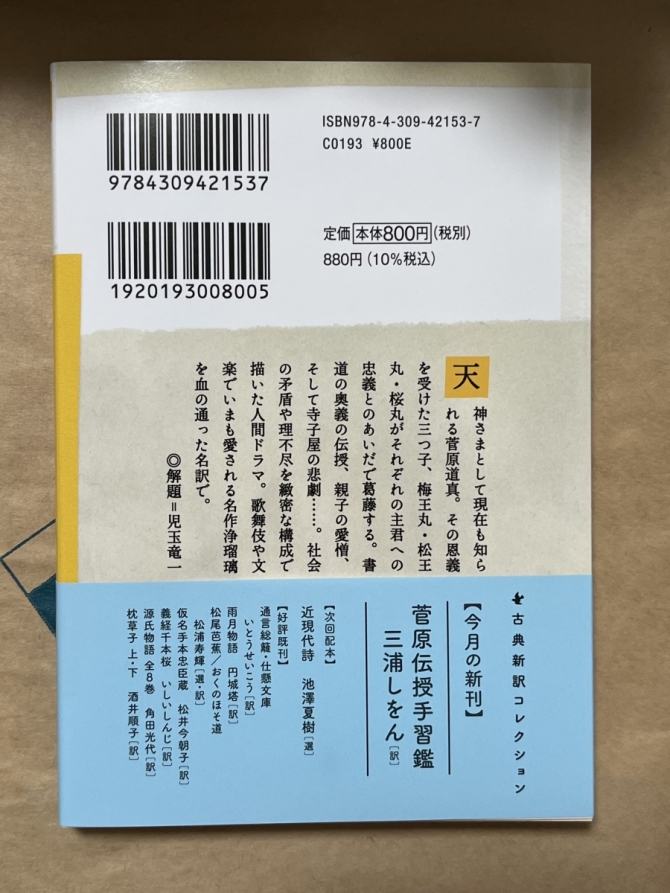 ISBN978-4-309-42153-7
C0193 ¥800E
9784309421537
定価 本体800円(税別)
880円(10%税込)
1920193008005
天
神さまとして現在も知ら
れる菅原道真。その恩義
を受けた三つ子、梅王丸・松王
丸・桜丸がそれぞれの主君への
忠義とのあいだで葛藤する。書
道の奥義の伝授、親子の愛憎、
そして寺子屋の悲劇……。社会
の矛盾や理不尽を緻密な構成で
描いた人間ドラマ。歌舞伎や文
楽でいまも愛される名作浄瑠璃
を血の通った名訳で。
◎解題=児玉竜一
古典新訳コレクション
【今月の新刊】
菅原伝授手習鑑
三浦しをん[訳]
【次回配本】
近現代詩 池澤夏樹[選]
【好評既刊】
通言総籬・仕懸文庫
いとうせいこう[訳]
雨月物語 円城塔[訳]
松尾芭蕉/おくのほそ道
松浦寿輝[選・訳]
仮名手本忠臣蔵 松井今朝子[訳]
義経千本桜 いしいしんじ[訳]
源氏物語 全8巻 角田光代[訳]
枕草子 上・下 酒井順子[訳]